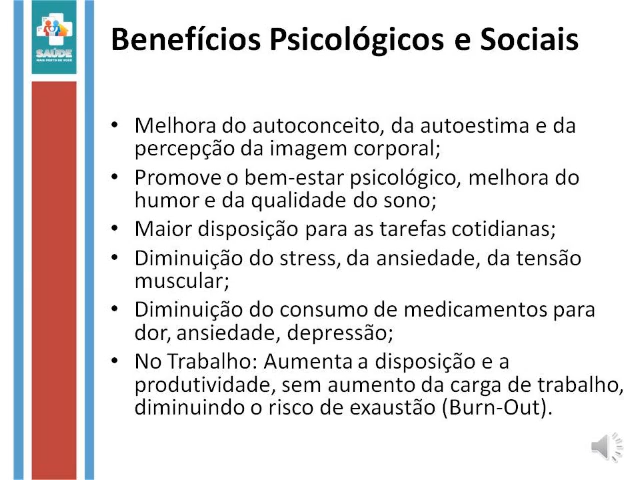 Benefícios Psicológicos e Sociais
SAÚDE
• Melhora do autoconceito, da autoestima e da
percepção da imagem corporal;
• Promove o bem-estar psicológico, melhora do
humor e da qualidade do sono;
• Maior disposição para as tarefas cotidianas;
• Diminuição do stress, da ansiedade, da tensão
muscular;
• Diminuição do consumo de medicamentos para
dor, ansiedade, depressão;
• No Trabalho: Aumenta a disposição e a
produtividade, sem aumento da carga de trabalho,
diminuindo o risco de exaustão (Burn-Out).